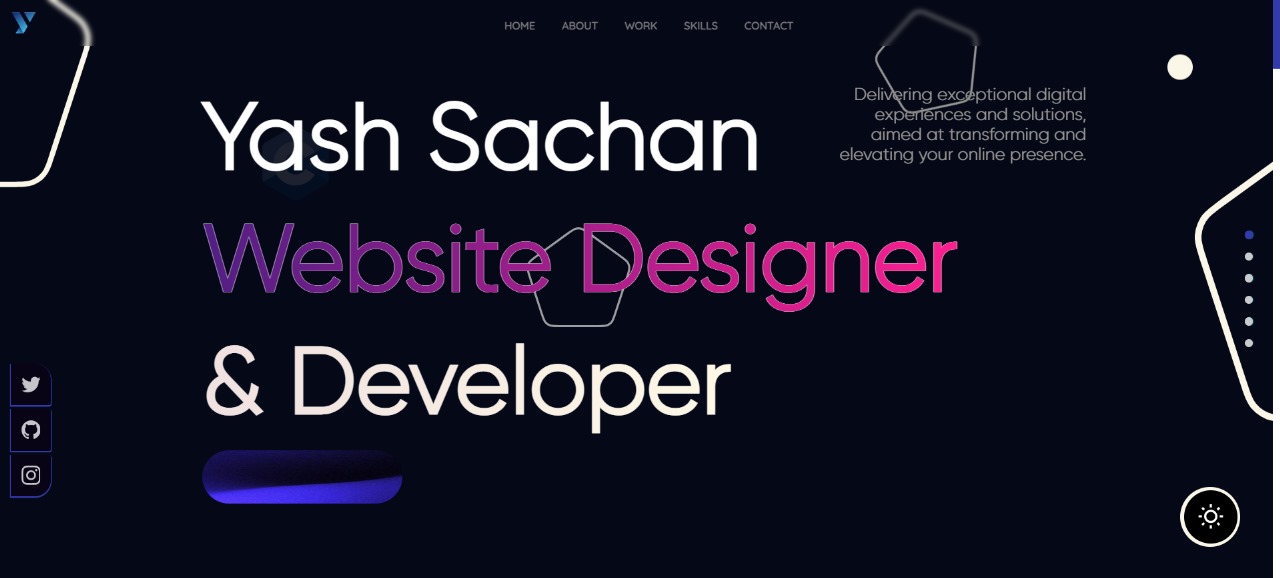 HOME ABOUT WORK SKILLS CONTACT
Yash Sachan
Delivering exceptional digital
experiences and solutions,
aimed at transforming and
elevating your online presence.
Website Designer
& Developer